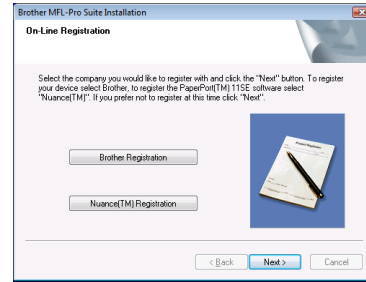 Brother MFL-Pro Suite Installation
On-Line Registration
Select the company you would like to register with and click the "Next" button. To register
your device select Brother, to register the PaperPort(TM) 11SE software select
"Nuance(TM)". If you prefer not to register at this time click "Next".
Brother Registration
Nuance(TM) Registration
Product Registration
< Back
Next >
Cancel